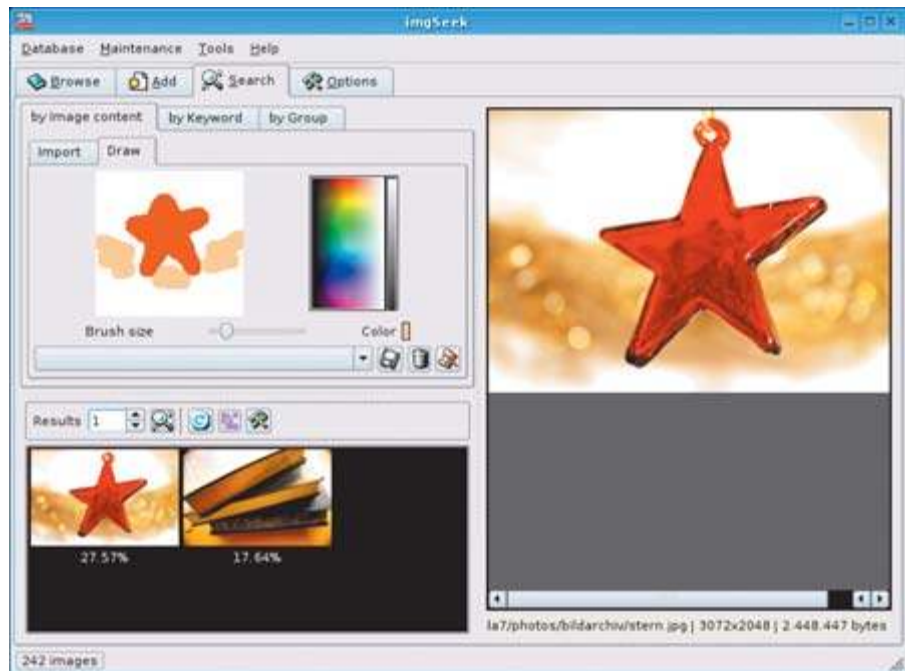 imgSeek
Database Maintenance Tools Help
Browse Add Search Options
by image content by Keyword by Group
Import Draw
Brush size Color
Results 1
27.57% 17.64%
la7/photos/bildarchiv/stern.jpg | 3072x2048 | 2.448.447 bytes
242 images